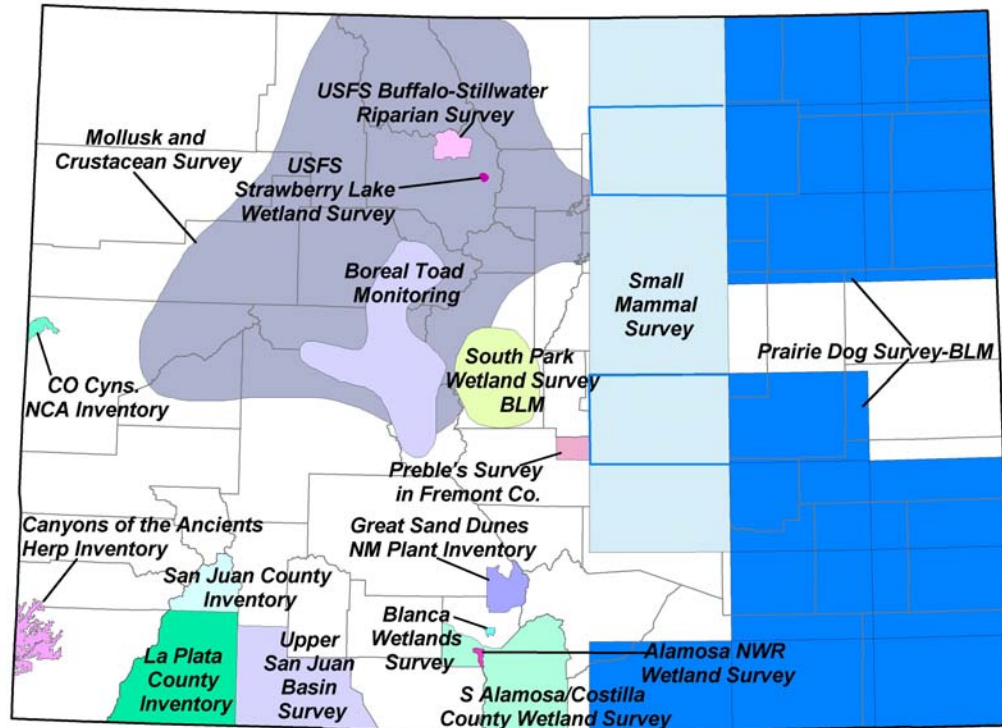 USFS Buffalo-Stillwater
Riparian Survey
Mollusk and
Crustacean Survey
USFS
Strawberry Lake
Wetland Survey
Boreal Toad
Monitoring
Small
Mammal
Survey
Prairie Dog Survey-BLM
South Park
Wetland Survey
BLM
CO Cyns.
NCA Inventory
Preble's Survey
in Fremont Co.
Canyons of the Ancients
Herp Inventory
Great Sand Dunes
NM Plant Inventory
San Juan County
Inventory
Blanca
Wetlands
Survey
La Plata
County
Inventory
Upper
San Juan
Basin
Survey
Alamosa NWR
Wetland Survey
S Alamosa/Costilla
County Wetland Survey